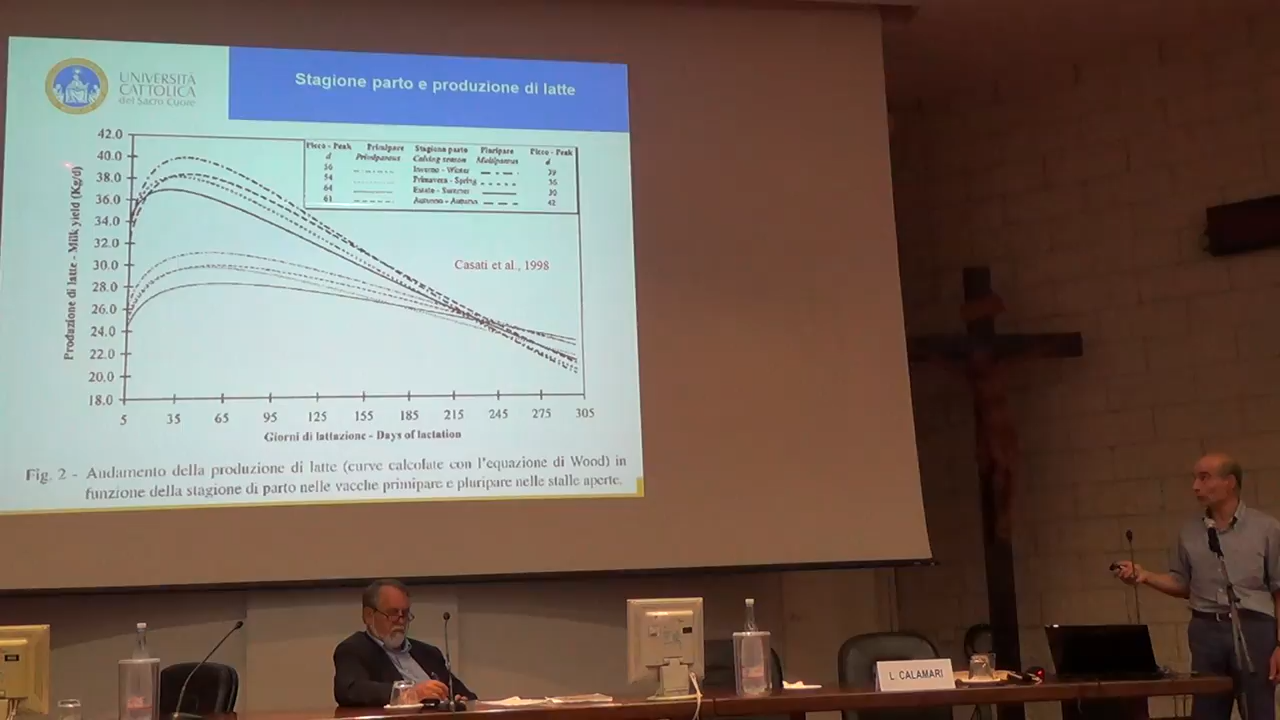 UNIVERSITÀ
CATTOLICA
del Sacro Cuore
Stagione parto e produzione di latte
Picco - Peak Primipare Stagione parto Pluripare Picco - Peak
d Primiparous Calving season Multiparous d
56 Inverno - Winter 39
54 Primavera - Spring 36
64 Estate - Summer 30
61 Autunno - Autumn 42
42.0
40.0
38.0
36.0
34.0
32.0
30.0
28.0
26.0
24.0
22.0
20.0
18.0
Produzione di latte - Milk yield (Kg/d)
Casati et al., 1998
5 35 65 95 125 155 185 215 245 275 305
Giorni di lattazione - Days of lactation
Fig. 2 - Andamento della produzione di latte (curve calcolate con l'equazione di Wood) in
funzione della stagione di parto nelle vacche primipare e pluripare nelle stalle aperte.
L. CALAMARI